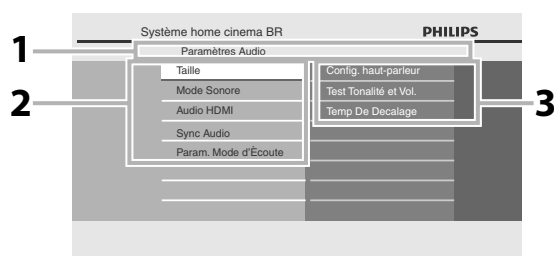 Système home cinema BR
PHILIPS
1
Paramètres Audio
2
Taille
Mode Sonore
Audio HDMI
Sync Audio
Param. Mode d'Ècoute
3
Config. haut-parleur
Test Tonalité et Vol.
Temp De Decalage